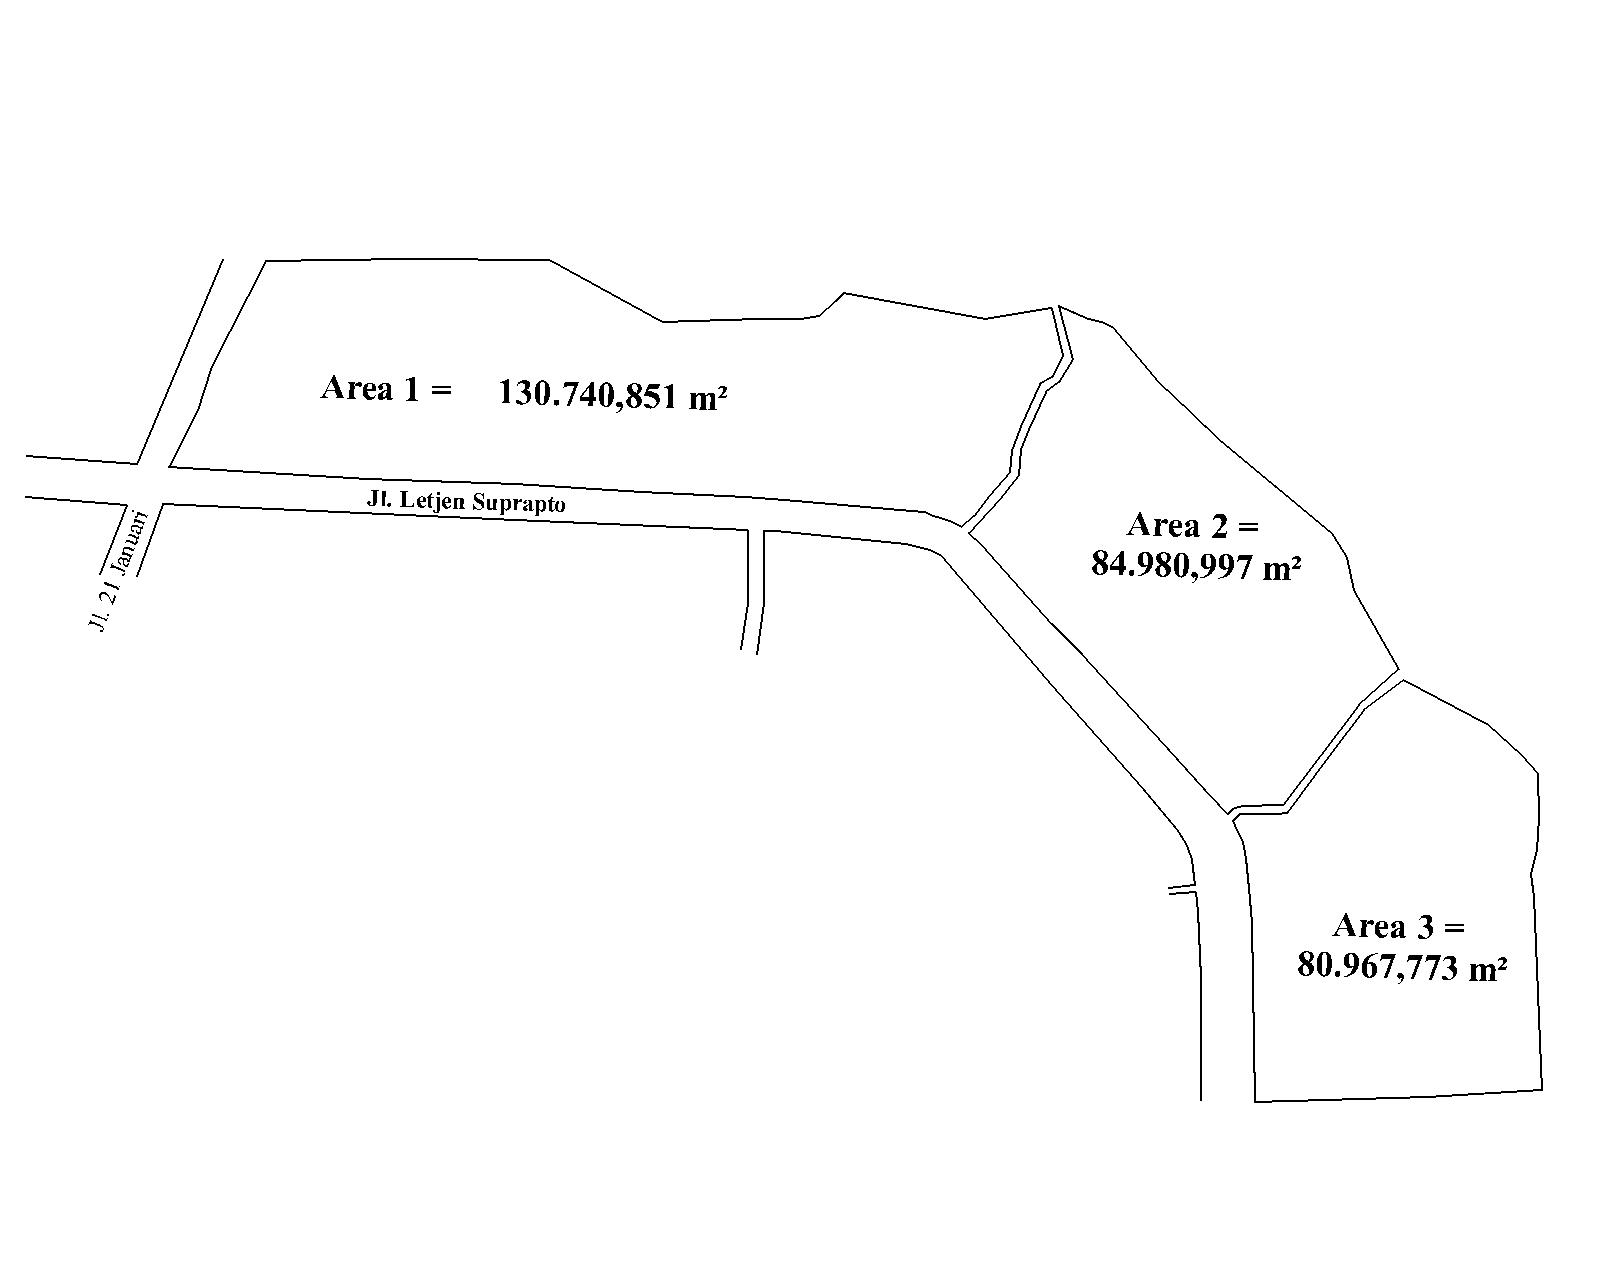 Area 1 = 130.740,851 m²
Jl. Letjen Suprapto
Jl. 21 Januari
Area 2 =
84.980,997 m²
Area 3 =
80.967,773 m²